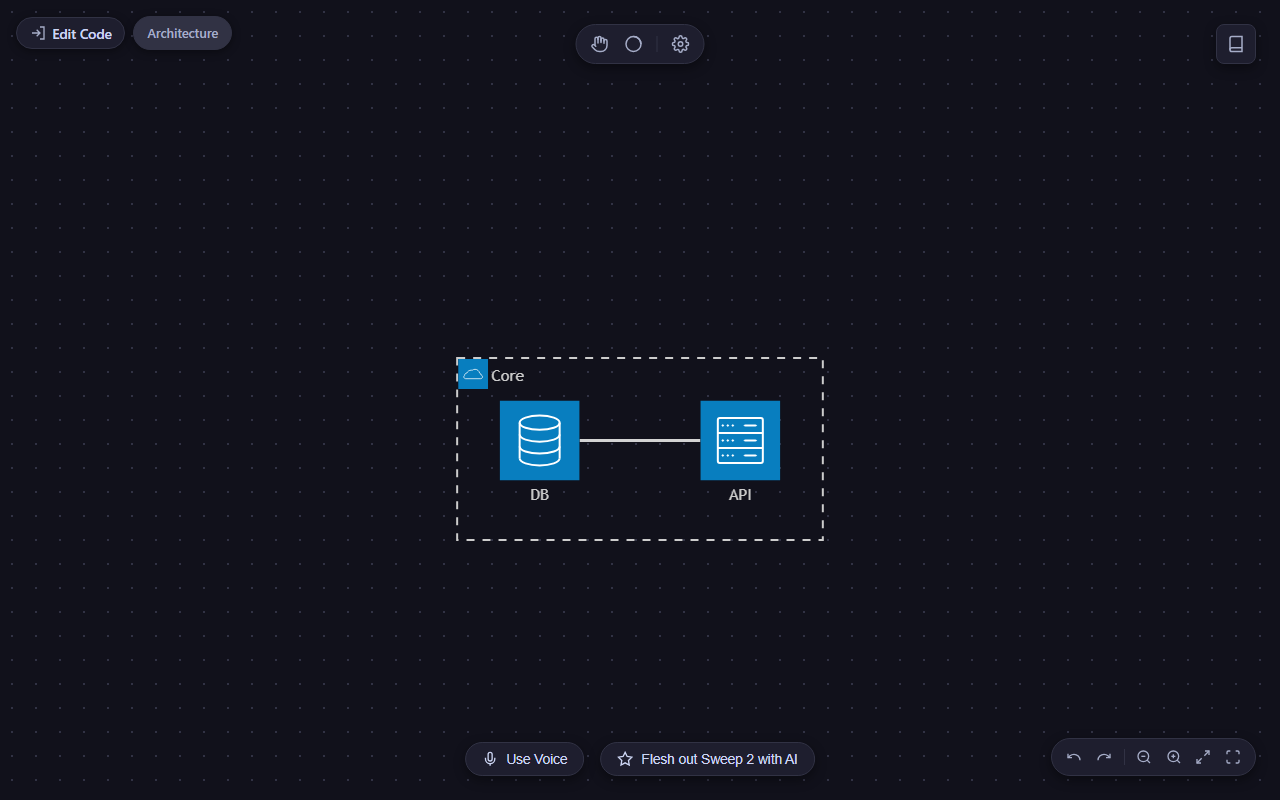 Edit Code
Architecture
Core
DB
API
Use Voice
Flesh out Sweep 2 with AI